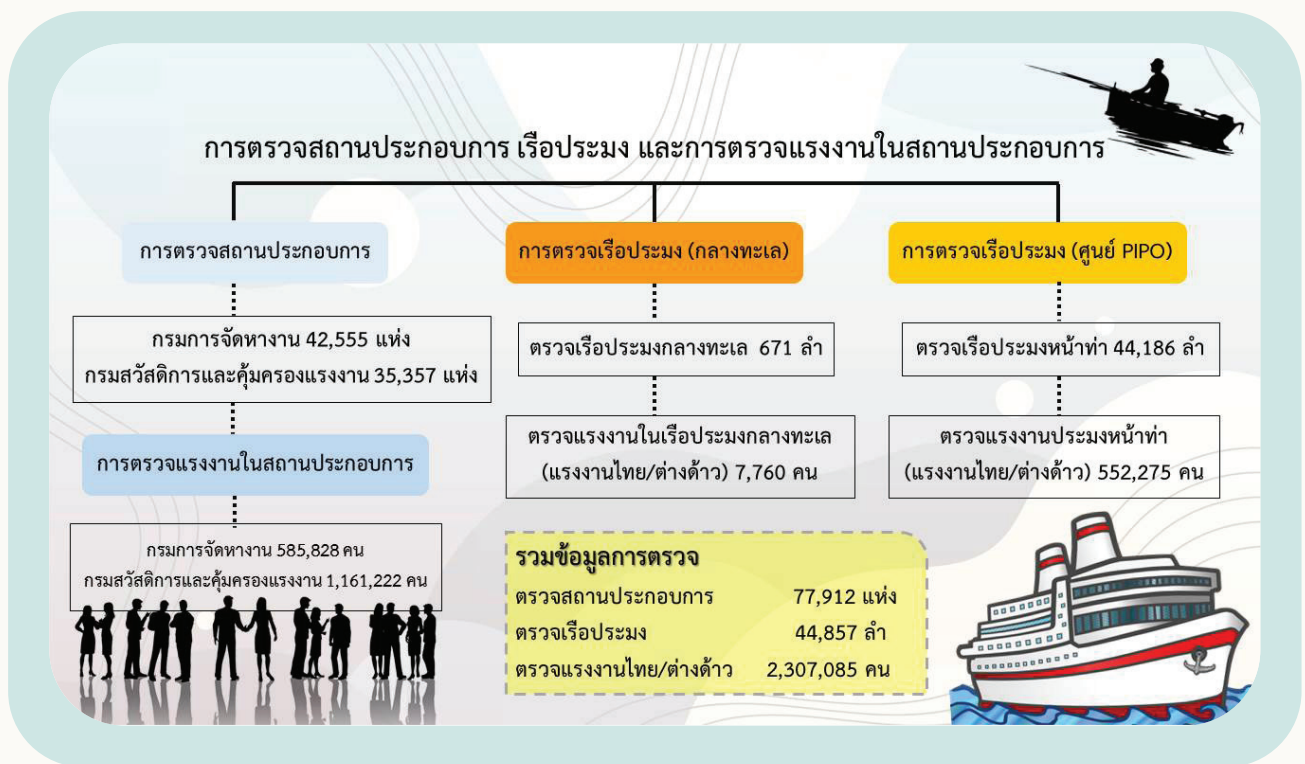 การตรวจสถานประกอบการ เรือประมง และการตรวจแรงงานในสถานประกอบการ
การตรวจสถานประกอบการ
กรมการจัดหางาน 42,555 แห่ง
กรมสวัสดิการและคุ้มครองแรงงาน 35,357 แห่ง
การตรวจแรงงานในสถานประกอบการ
กรมการจัดหางาน 585,828 คน
กรมสวัสดิการและคุ้มครองแรงงาน 1,161,222 คน
การตรวจเรือประมง (กลางทะเล)
ตรวจเรือประมงกลางทะเล 671 ลำ
ตรวจแรงงานในเรือประมงกลางทะเล
(แรงงานไทย/ต่างด้าว) 7,760 คน
การตรวจเรือประมง (ศูนย์ PIPO)
ตรวจเรือประมงหน้าท่า 44,186 ลำ
ตรวจแรงงานประมงหน้าท่า
(แรงงานไทย/ต่างด้าว) 552,275 คน
รวมข้อมูลการตรวจ
ตรวจสถานประกอบการ 77,912 แห่ง
ตรวจเรือประมง 44,857 ลำ
ตรวจแรงงานไทย/ต่างด้าว 2,307,085 คน